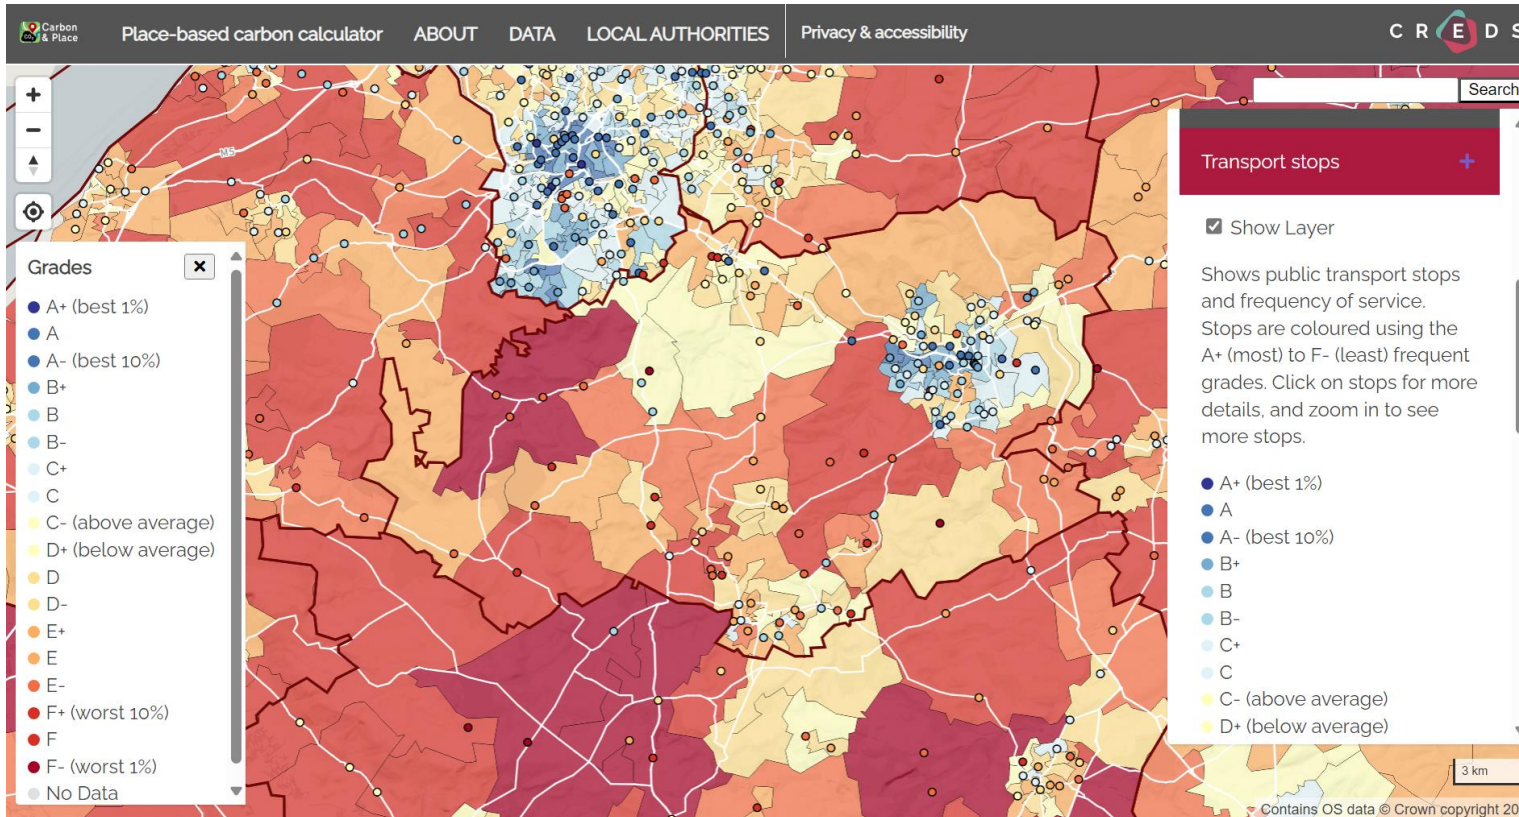 Carbon
& Place
CO₂
Place-based carbon calculator
ABOUT
DATA
LOCAL AUTHORITIES
Privacy & accessibility
C R E D S
M5
Search
Grades
A+ (best 1%)
A
A- (best 10%)
B+
B
B-
C+
C
C- (above average)
D+ (below average)
D
D-
E+
E
E-
F+ (worst 10%)
F
F- (worst 1%)
No Data
Transport stops
Show Layer
Shows public transport stops
and frequency of service.
Stops are coloured using the
A+ (most) to F- (least) frequent
grades. Click on stops for more
details, and zoom in to see
more stops.
A+ (best 1%)
A
A- (best 10%)
B+
B
B-
C+
C
C- (above average)
D+ (below average)
3 km
Contains OS data © Crown copyright 20